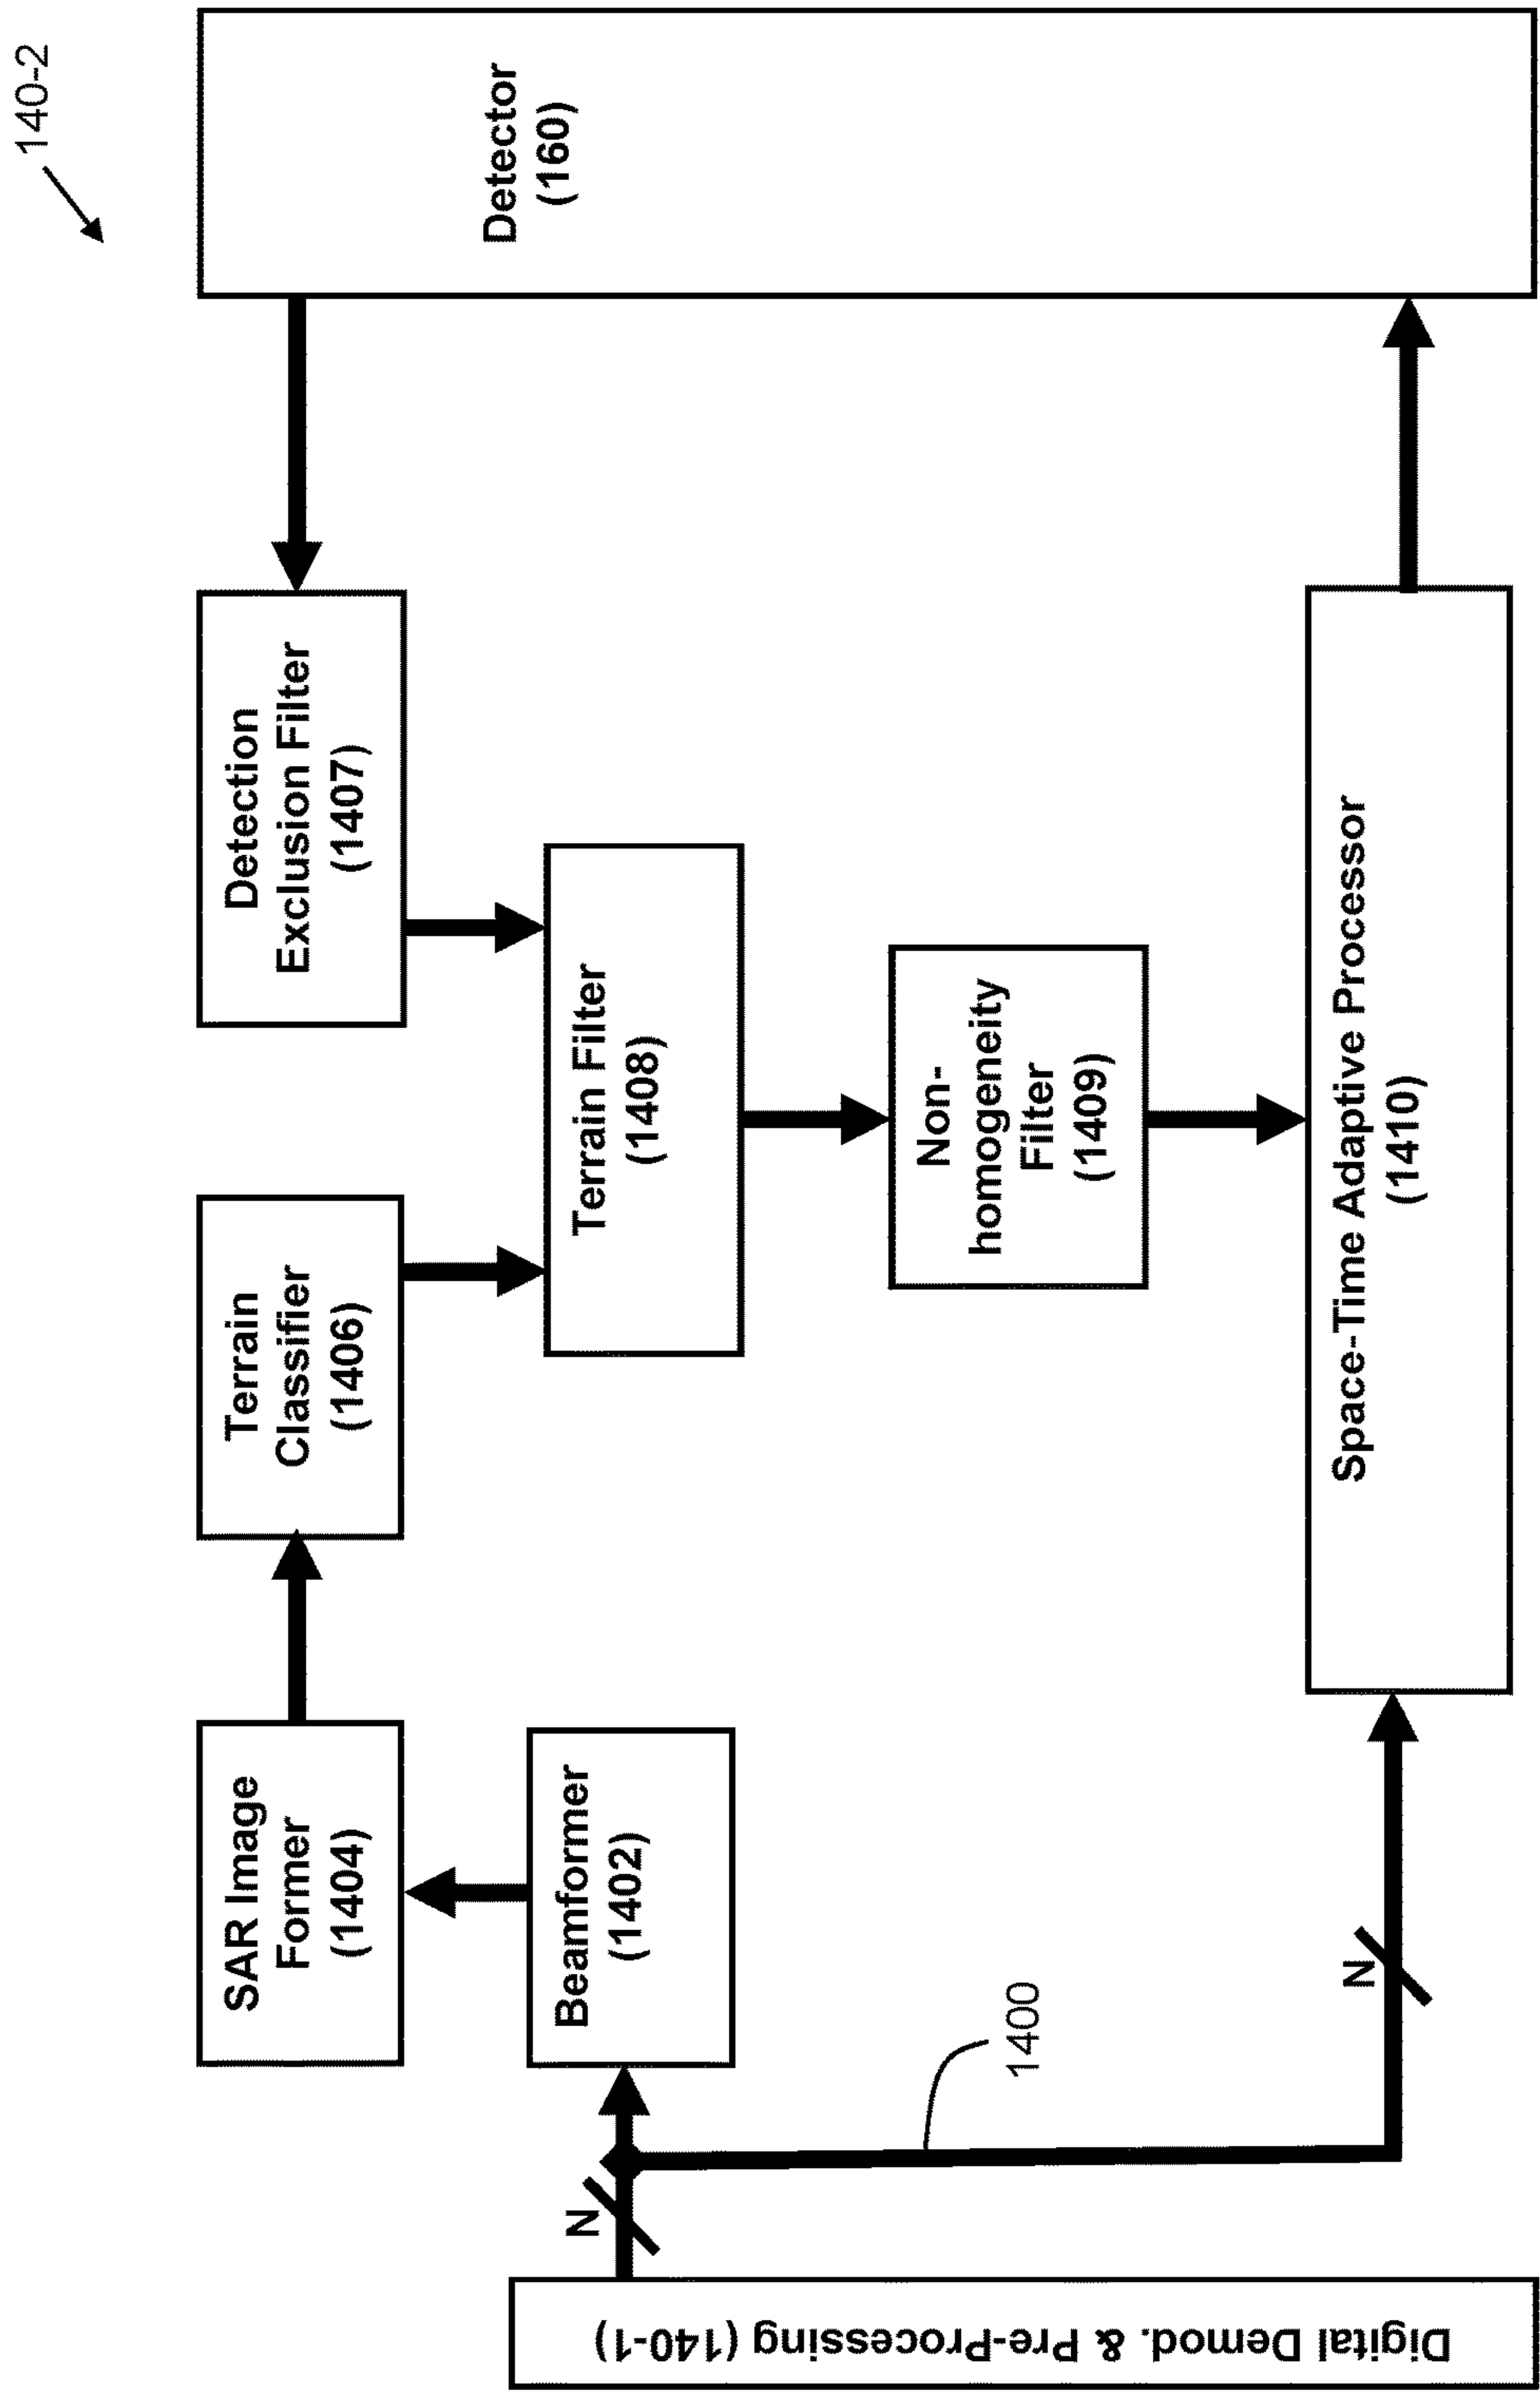 140-2
SAR Image
Former
(1404)
Terrain
Classifier
(1406)
Detection
Exclusion Filter
(1407)
Detector
(160)
Beamformer
(1402)
Terrain Filter
(1408)
Non-
homogeneity
Filter
(1409)
Space-Time Adaptive Processor
(1410)
Digital Demod. & Pre-Processing (140-1)
N
1400
N